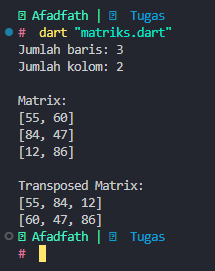 Afadfath | Tugas
# dart "matriks.dart"
Jumlah baris: 3
Jumlah kolom: 2
Matrix:
[55, 60]
[84, 47]
[12, 86]
Transposed Matrix:
[55, 84, 12]
[60, 47, 86]
Afadfath | Tugas
#